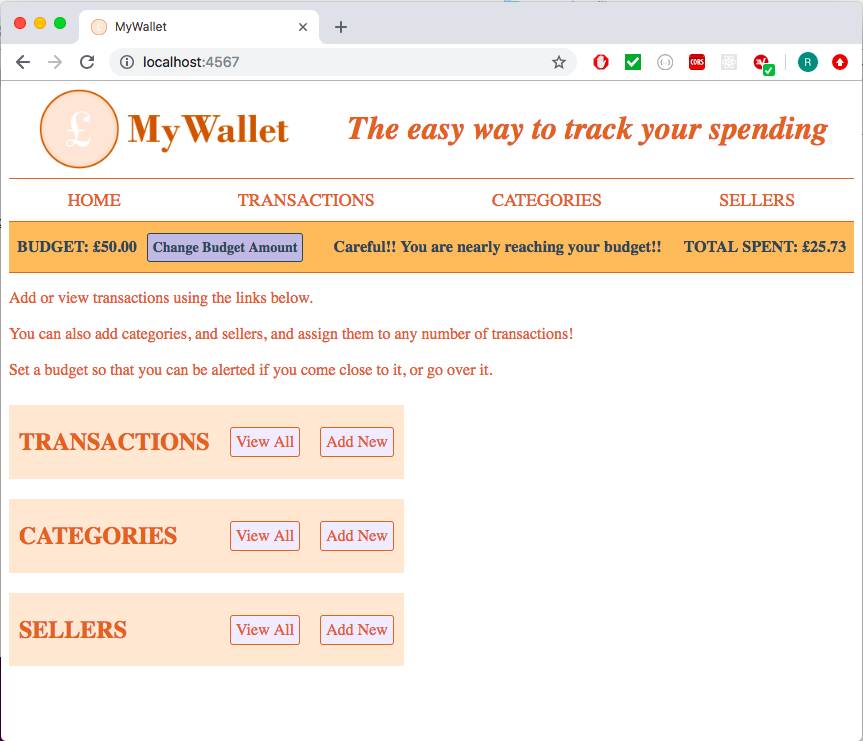 MyWallet
localhost:4567
CORS
R
£ MyWallet The easy way to track your spending
HOME TRANSACTIONS CATEGORIES SELLERS
BUDGET: £50.00 Change Budget Amount Careful!! You are nearly reaching your budget!! TOTAL SPENT: £25.73
Add or view transactions using the links below.
You can also add categories, and sellers, and assign them to any number of transactions!
Set a budget so that you can be alerted if you come close to it, or go over it.
TRANSACTIONS View All Add New
CATEGORIES View All Add New
SELLERS View All Add New